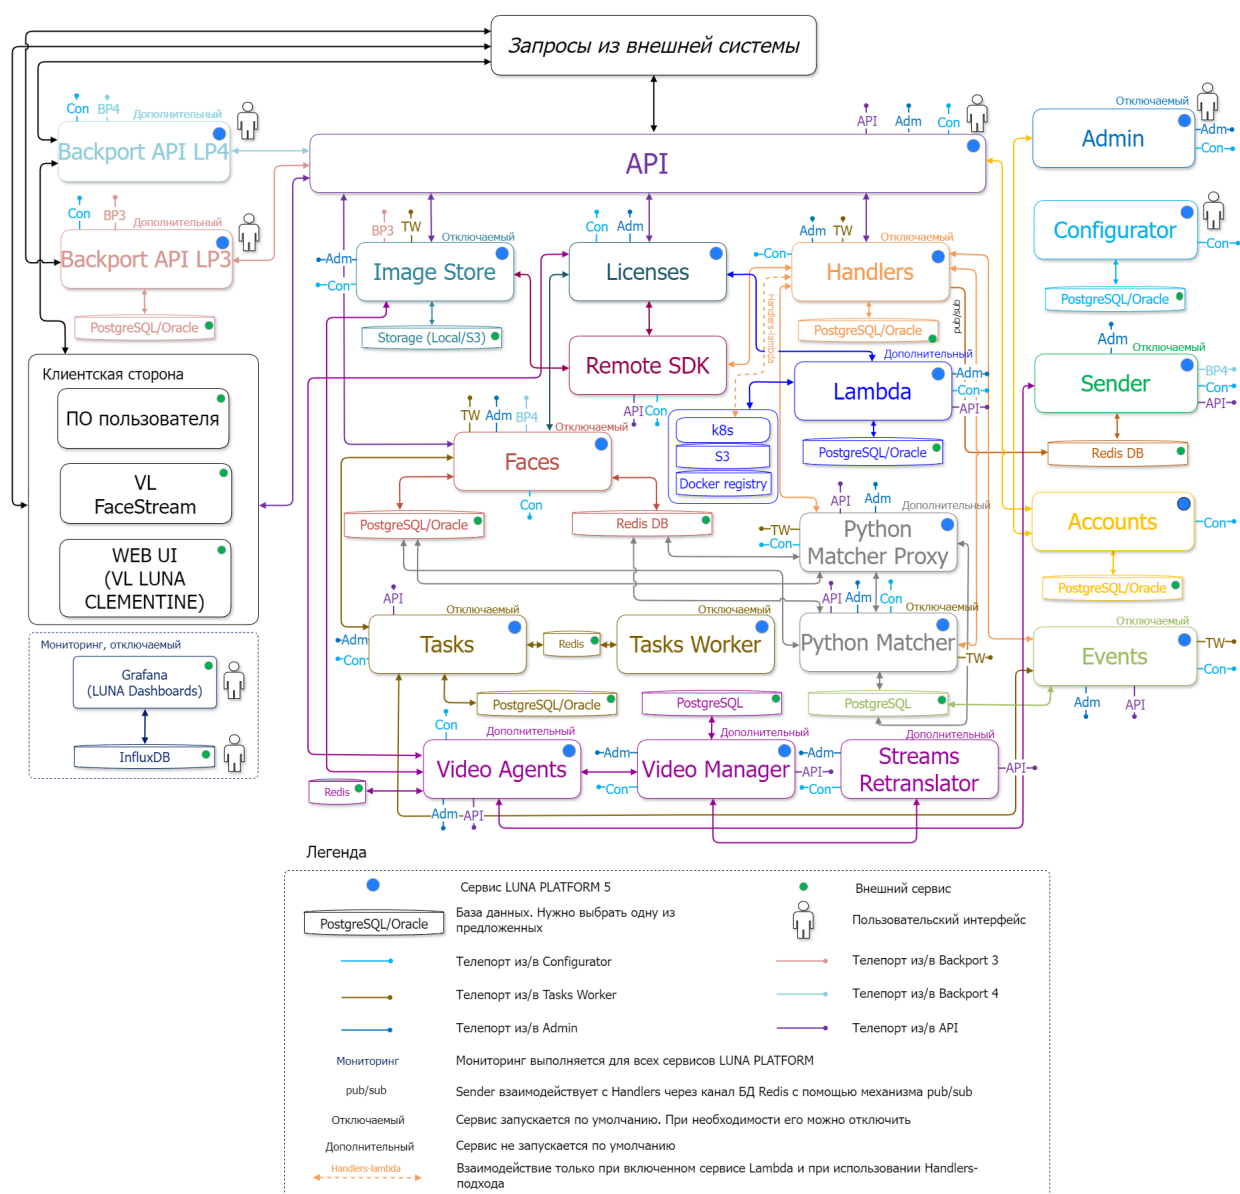 Запросы из внешней системы
Con
BP4
Дополнительный
Backport API LP4
Con
BP3
Дополнительный
Backport API LP3
PostgreSQL/Oracle
API
Adm
Con
API
Отключаемый
Admin
Adm
Con
Configurator
Con
PostgreSQL/Oracle
BP3
TW
Отключаемый
Adm
Con
Image Store
Storage (Local/S3)
Con
Adm
Licenses
Adm
TW
Отключаемый
Con
Handlers
PostgreSQL/Oracle
Handers-lambda
pub/sub
Remote SDK
API
Con
Дополнительный
Lambda
Adm
Con
API
PostgreSQL/Oracle
k8s
S3
Docker registry
Adm
Отключаемый
Sender
BP4
Con
API
Redis DB
Клиентская сторона
ПО пользователя
VL
FaceStream
WEB UI
(VL LUNA
CLEMENTINE)
TW
Adm
BP4
Отключаемый
Faces
Con
PostgreSQL/Oracle
Redis DB
API
Adm
Дополнительный
TW
Con
Python
Matcher Proxy
Accounts
Con
PostgreSQL/Oracle
API
Отключаемый
Adm
Con
Tasks
Redis
Отключаемый
Tasks Worker
PostgreSQL/Oracle
API
Adm
Con
Отключаемый
Python Matcher
TW
PostgreSQL
Отключаемый
Events
TW
Con
Adm
API
Мониторинг, отключаемый
Grafana
(LUNA Dashboards)
InfluxDB
PostgreSQL
Con
Дополнительный
Video Agents
Adm
API
Redis
Дополнительный
Adm
Con
Video Manager
API
Дополнительный
Adm
Con
Streams
Retranslator
API
Легенда
Сервис LUNA PLATFORM 5
Внешний сервис
PostgreSQL/Oracle
База данных. Нужно выбрать одну из
предложенных
Пользовательский интерфейс
Телепорт из/в Configurator
Телепорт из/в Backport 3
Телепорт из/в Tasks Worker
Телепорт из/в Backport 4
Телепорт из/в Admin
Телепорт из/в API
Мониторинг
Мониторинг выполняется для всех сервисов LUNA PLATFORM
pub/sub
Sender взаимодействует с Handlers через канал БД Redis с помощью механизма pub/sub
Отключаемый
Сервис запускается по умолчанию. При необходимости его можно отключить
Дополнительный
Сервис не запускается по умолчанию
Handlers-lambda
Взаимодействие только при включенном сервисе Lambda и при использовании Handlers-
подхода